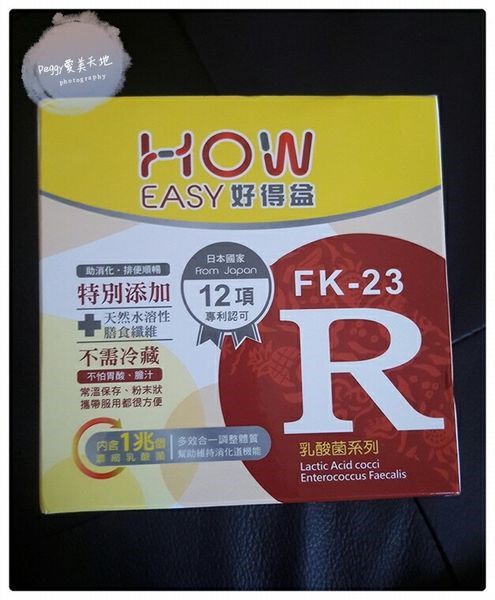 Peggy愛美天地
photography
HOW
EASY 好得益
日本國家
From Japan
12項
專利認可
助消化·排便順暢
特別添加
+天然水溶性
膳食纖維
不需冷藏
不怕胃酸、膽汁
常溫保存、粉末狀
攜帶服用都很方便
FK-23
R
內含1兆個
濃縮乳酸菌
多效合一調整體質
幫助維持消化道機能
乳酸菌系列
Lactic Acid cocci
Enterococcus Faecalis